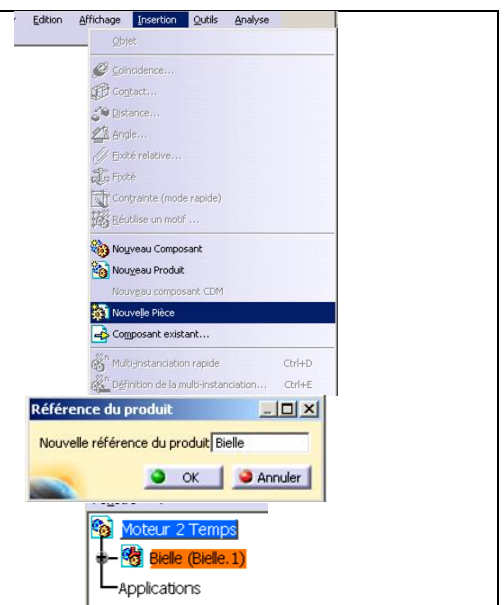 Edition Affichage Insertion Outils Analyse
Objet
Coïncidence...
Contact...
Distance...
Angle...
Fixité relative...
Fixité
Contrainte (mode rapide)
Réutilise un motif ...
Nouveau Composant
Nouveau Produit
Nouveau composant CDM
Nouvelle Pièce
Composant existant...
Multi-instanciation rapide Ctrl+D
Définition de la multi-instanciation... Ctrl+E
Référence du produit
Nouvelle référence du produit Bielle
OK Annuler
Moteur 2 Temps
Bielle (Bielle.1)
Applications